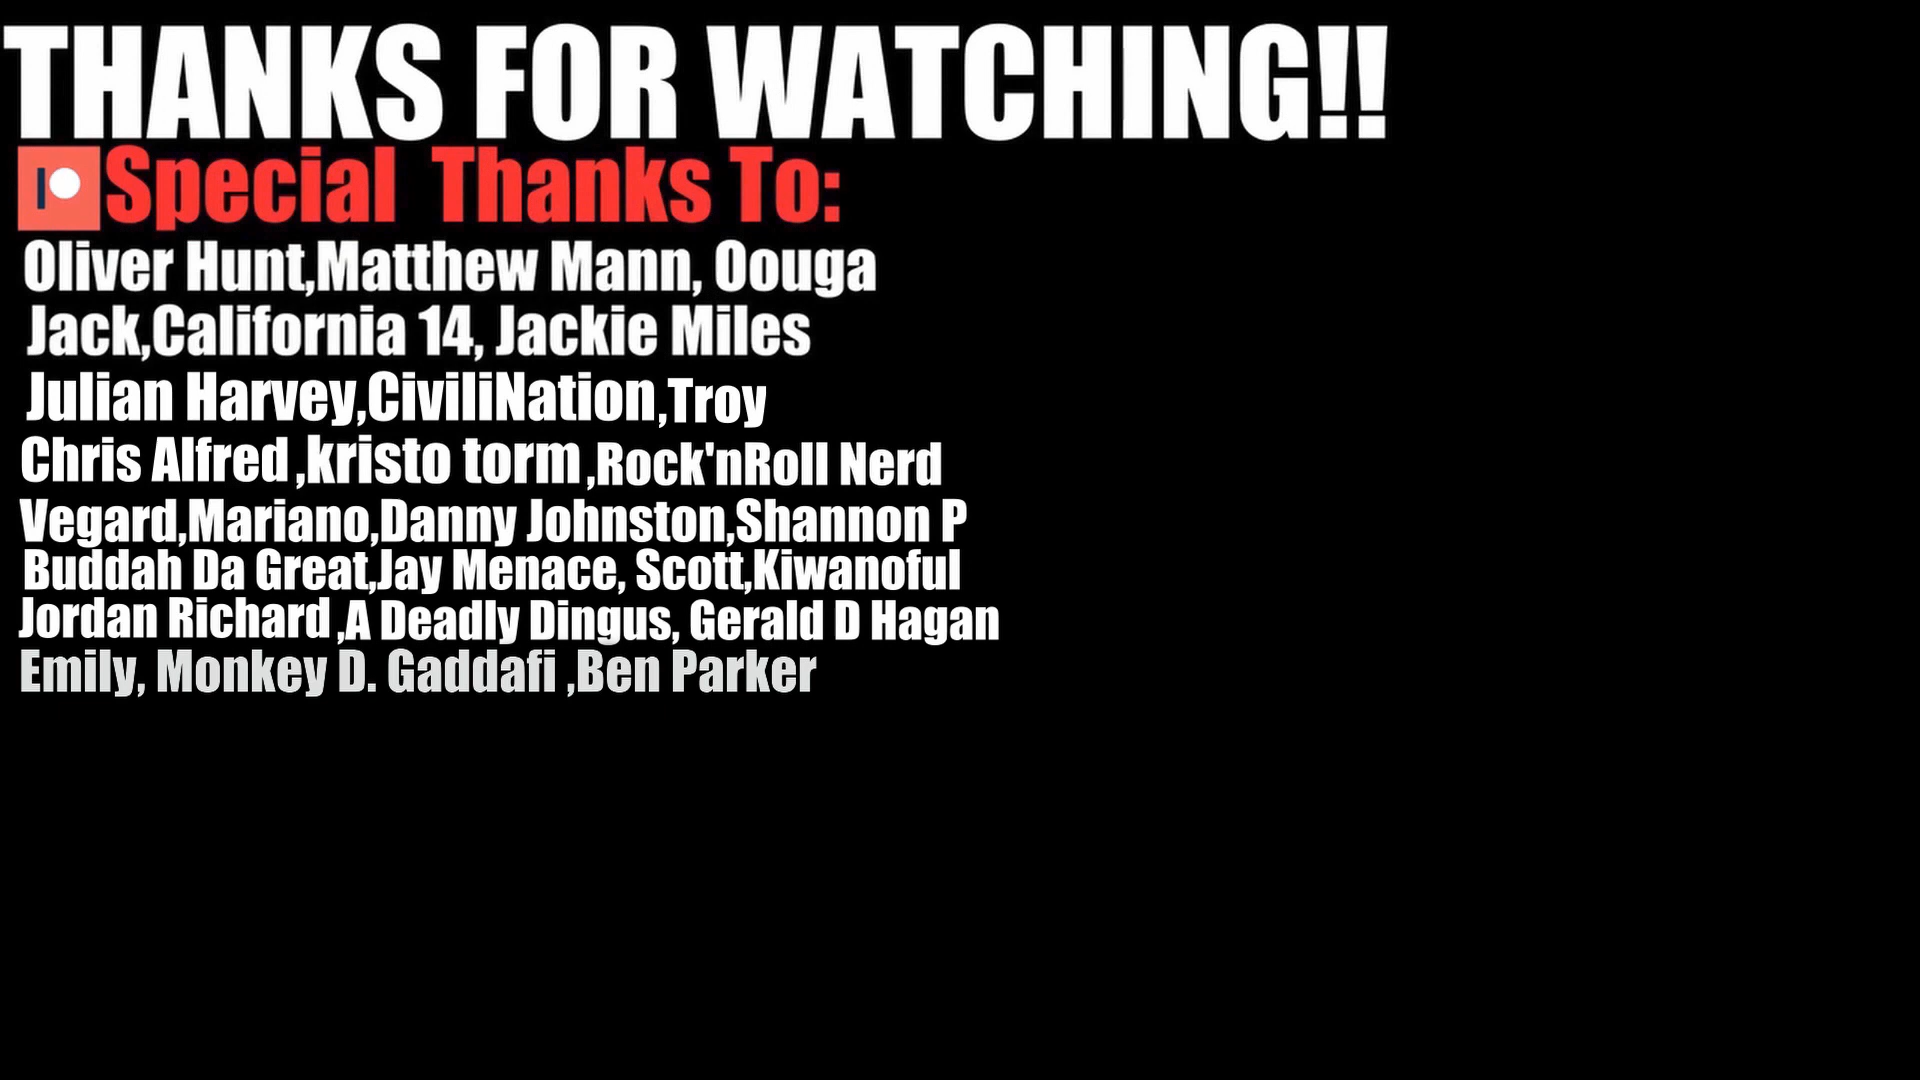 THANKS FOR WATCHING!!
Special Thanks To:
Oliver Hunt,Matthew Mann, Oouga
Jack,California 14, Jackie Miles
Julian Harvey,CiviliNation,Troy
Chris Alfred ,kristo torm ,Rock'nRoll Nerd
Vegard,Mariano,Danny Johnston,Shannon P
Buddah Da Great,Jay Menace, Scott,Kiwanoful
Jordan Richard ,A Deadly Dingus, Gerald D Hagan
Emily, Monkey D. Gaddafi ,Ben Parker